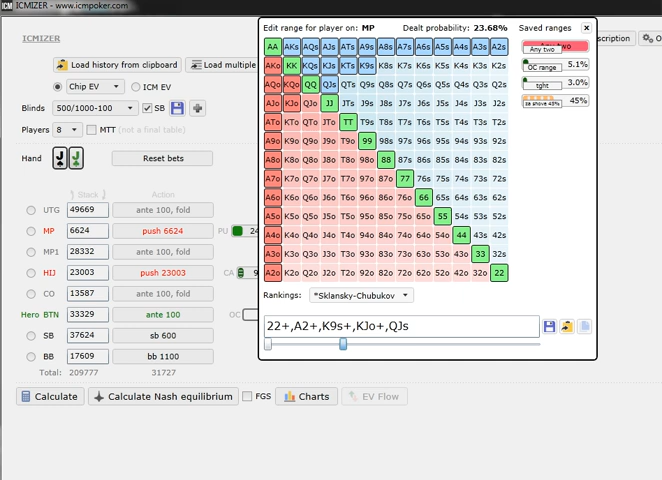 ICMIZER - www.icmpoker.com
ICMIZER
Load history from clipboard
Load multiple
Chip EV
ICM EV
Blinds 500/1000-100 SB
Players 8 MTT (not a final table)
Hand J J Reset bets
Stack Action
UTG 49669 ante 100, fold
MP 6624 push 6624 PU 24
MP1 28332 ante 100, fold
HIJ 23003 push 23003 CA 9
CO 13587 ante 100, fold
Hero BTN 33329 ante 100 OC
SB 37624 sb 600
BB 17609 bb 1100
Total: 209777 31727
Calculate
Calculate Nash equilibrium
FGS
Charts
EV Flow
Edit range for player on: MP Dealt probability: 23.68% Saved ranges
AA AKs AQs AJs ATs A9s A8s A7s A6s A5s A4s A3s A2s
AKo KK KQs KJs KTs K9s K8s K7s K6s K5s K4s K3s K2s
AQo KQo QQ QJs QTs Q9s Q8s Q7s Q6s Q5s Q4s Q3s Q2s
AJo KJo QJo JJ JTs J9s J8s J7s J6s J5s J4s J3s J2s
ATo KTo QTo JTo TT T9s T8s T7s T6s T5s T4s T3s T2s
A9o K9o Q9o J9o T9o 99 98s 97s 96s 95s 94s 93s 92s
A8o K8o Q8o J8o T8o 98o 88 87s 86s 85s 84s 83s 82s
A7o K7o Q7o J7o T7o 97o 87o 77 76s 75s 74s 73s 72s
A6o K6o Q6o J6o T6o 96o 86o 76o 66 65s 64s 63s 62s
A5o K5o Q5o J5o T5o 95o 85o 75o 65o 55 54s 53s 52s
A4o K4o Q4o J4o T4o 94o 84o 74o 64o 54o 44 43s 42s
A3o K3o Q3o J3o T3o 93o 83o 73o 63o 53o 43o 33 32s
A2o K2o Q2o J2o T2o 92o 82o 72o 62o 52o 42o 32o 22
Any two
OC range 5.1%
tght 3.0%
sa shove 45% 45%
Rankings: *Sklansky-Chubukov
22+,A2+,K9s+,KJo+,QJs
scription